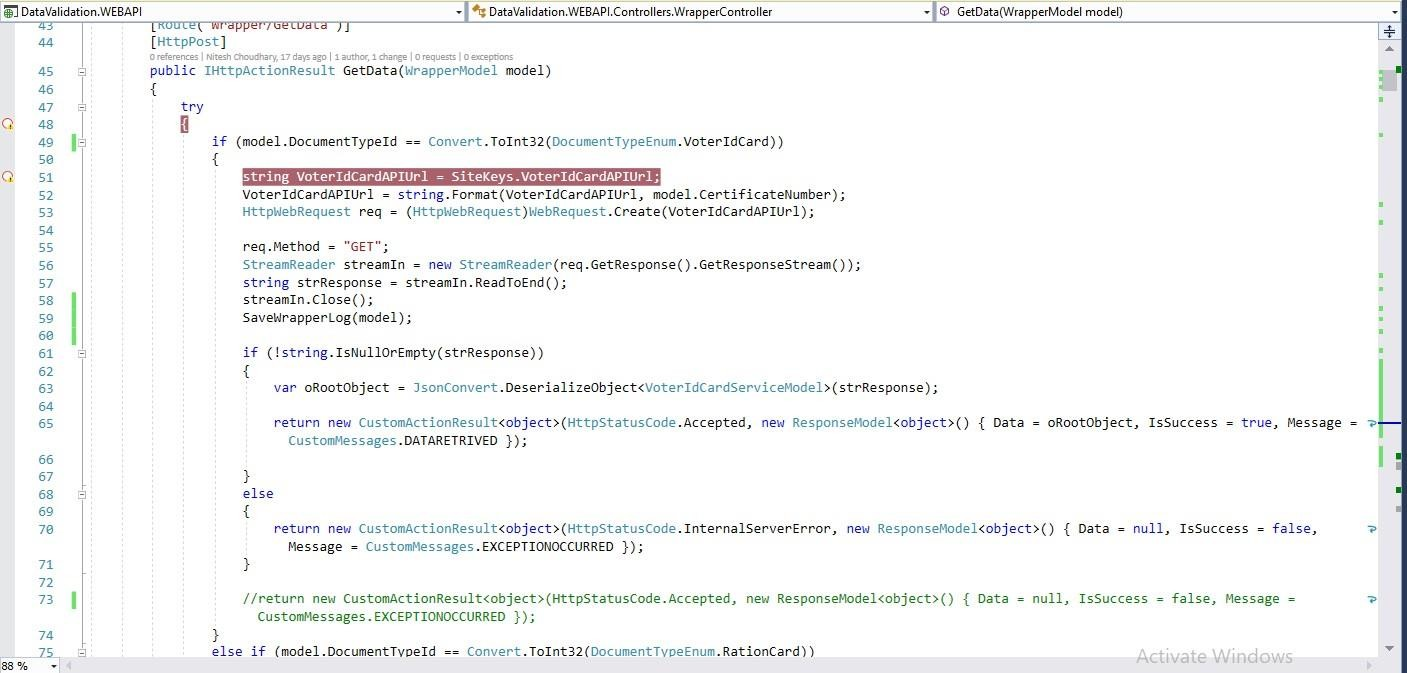 DataValidation.WEBAPI
DataValidation.WEBAPI.Controllers.WrapperController
GetData(WrapperModel model)
43 [Route("Wrapper/GetData")]
44 [HttpPost]
0 references | Nitesh Choudhary, 17 days ago | 1 author, 1 change | 0 requests | 0 exceptions
45 public IHttpActionResult GetData(WrapperModel model)
46 {
47 try
48 {
49 if (model.DocumentTypeId == Convert.ToInt32(DocumentTypeEnum.VoterIdCard))
50 {
51 string VoterIdCardAPIUrl = SiteKeys.VoterIdCardAPIUrl;
52 VoterIdCardAPIUrl = string.Format(VoterIdCardAPIUrl, model.CertificateNumber);
53 HttpWebRequest req = (HttpWebRequest)WebRequest.Create(VoterIdCardAPIUrl);
54
55 req.Method = "GET";
56 StreamReader streamIn = new StreamReader(req.GetResponse().GetResponseStream());
57 string strResponse = streamIn.ReadToEnd();
58 streamIn.Close();
59 SaveWrapperLog(model);
60
61 if (!string.IsNullOrEmpty(strResponse))
62 {
63 var oRootObject = JsonConvert.DeserializeObject<VoterIdCardServiceModel>(strResponse);
64
65 return new CustomActionResult<object>(HttpStatusCode.Accepted, new ResponseModel<object>() { Data = oRootObject, IsSuccess = true, Message =
CustomMessages.DATARETRIVED });
66
67 }
68 else
69 {
70 return new CustomActionResult<object>(HttpStatusCode.InternalServerError, new ResponseModel<object>() { Data = null, IsSuccess = false,
Message = CustomMessages.EXCEPTIONOCCURRED });
71 }
72
73 //return new CustomActionResult<object>(HttpStatusCode.Accepted, new ResponseModel<object>() { Data = null, IsSuccess = false, Message =
CustomMessages.EXCEPTIONOCCURRED });
74 }
75 else if (model.DocumentTypeId == Convert.ToInt32(DocumentTypeEnum.RationCard))
88 %
Activate Windows